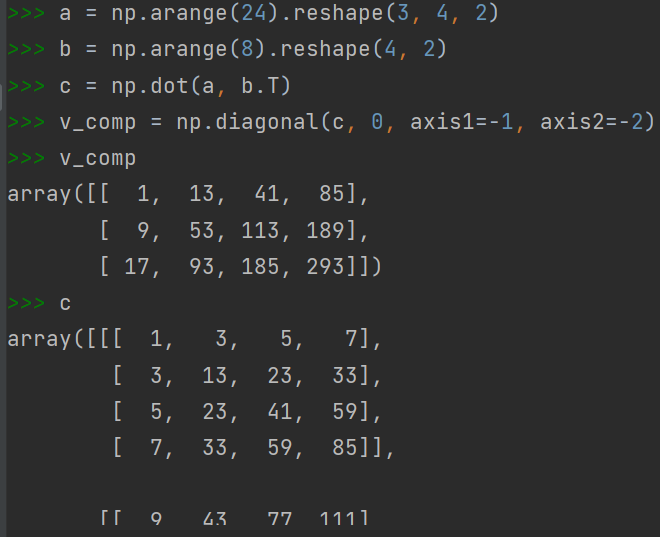 >>> a = np.arange(24).reshape(3, 4, 2)
>>> b = np.arange(8).reshape(4, 2)
>>> c = np.dot(a, b.T)
>>> v_comp = np.diagonal(c, 0, axis1=-1, axis2=-2)
>>> v_comp
array([[  1,  13,  41,  85],
       [  9,  53, 113, 189],
       [ 17,  93, 185, 293]])
>>> c
array([[[  1,   3,   5,   7],
        [  3,  13,  23,  33],
        [  5,  23,  41,  59],
        [  7,  33,  59,  85]],
       [[  9,  43,  77, 111]